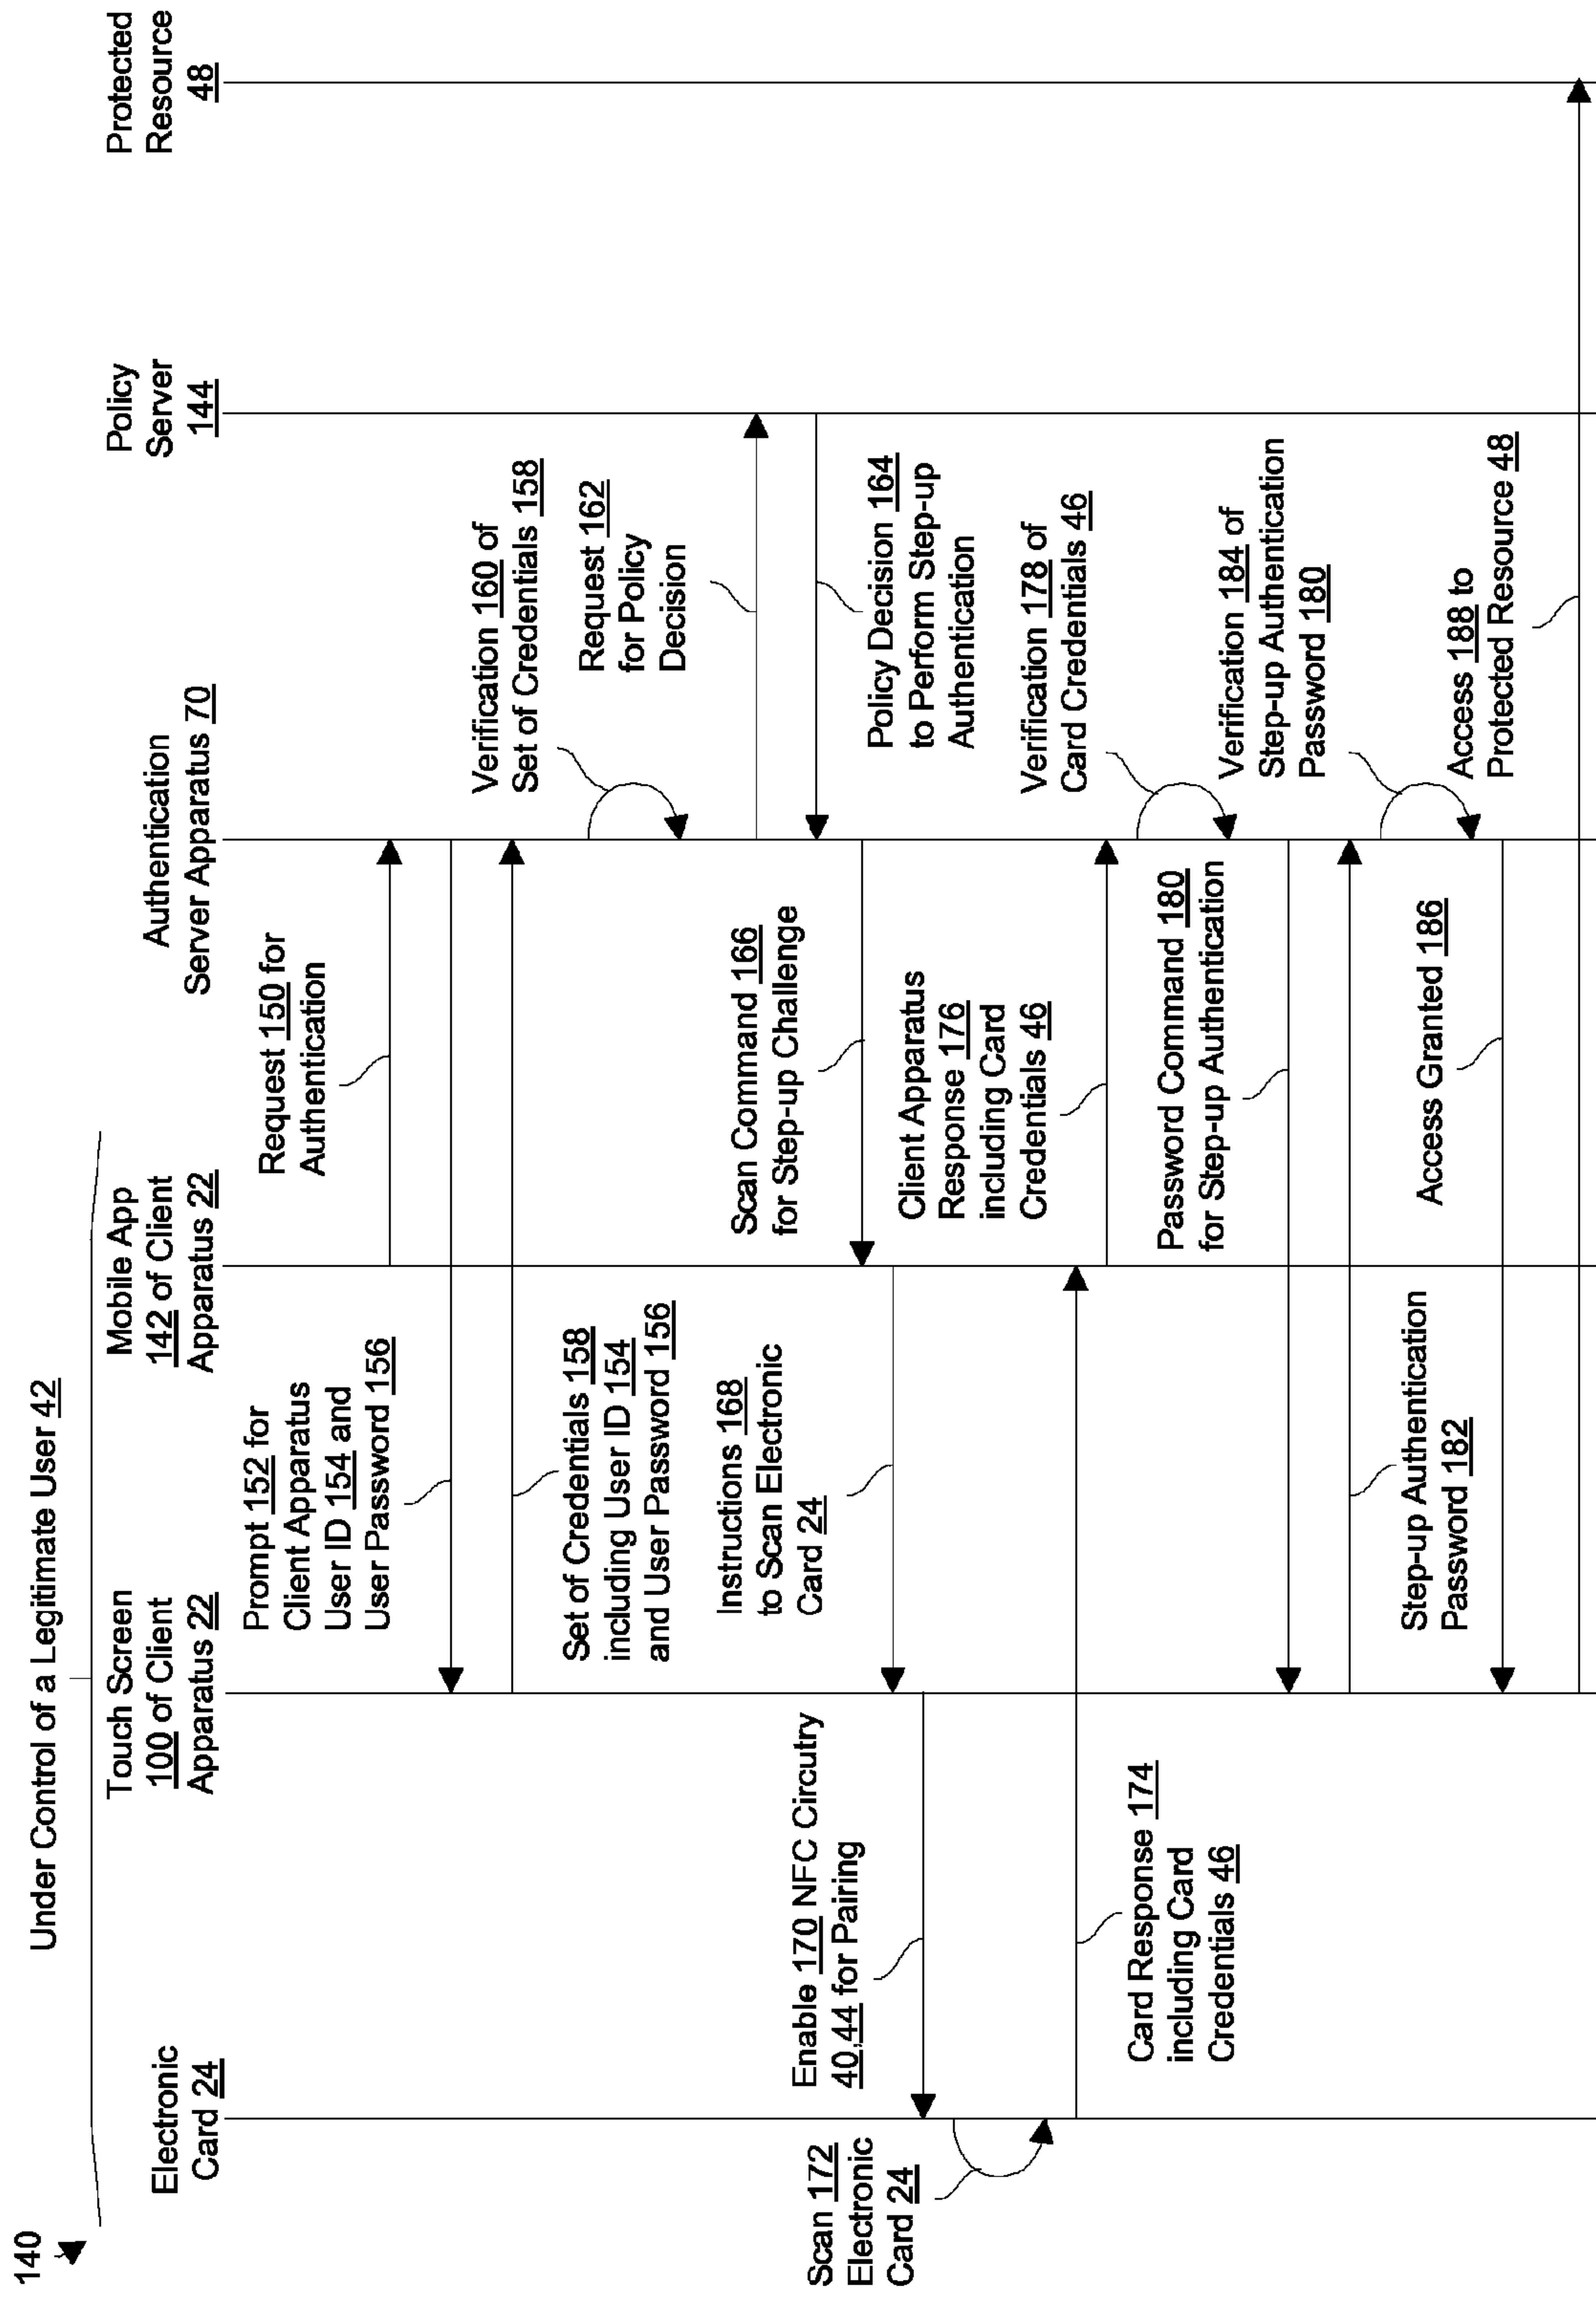 140
Under Control of a Legitimate User 42
Electronic
Card 24
Touch Screen
100 of Client
Apparatus 22
Mobile App
142 of Client
Apparatus 22
Authentication
Server Apparatus 70
Policy
Server
144
Protected
Resource
48
Request 150 for
Authentication
Prompt 152 for
Client Apparatus
User ID 154 and
User Password 156
Set of Credentials 158
including User ID 154
and User Password 156
Verification 160 of
Set of Credentials 158
Request 162
for Policy
Decision
Policy Decision 164
to Perform Step-up
Authentication
Scan Command 166
for Step-up Challenge
Instructions 168
to Scan Electronic
Card 24
Enable 170 NFC Circutry
40,44 for Pairing
Scan 172
Electronic
Card 24
Card Response 174
including Card
Credentials 46
Client Apparatus
Response 176
including Card
Credentials 46
Verification 178 of
Card Credentials 46
Password Command 180
for Step-up Authentication
Step-up Authentication
Password 182
Verification 184 of
Step-up Authentication
Password 180
Access Granted 186
Access 188 to
Protected Resource 48